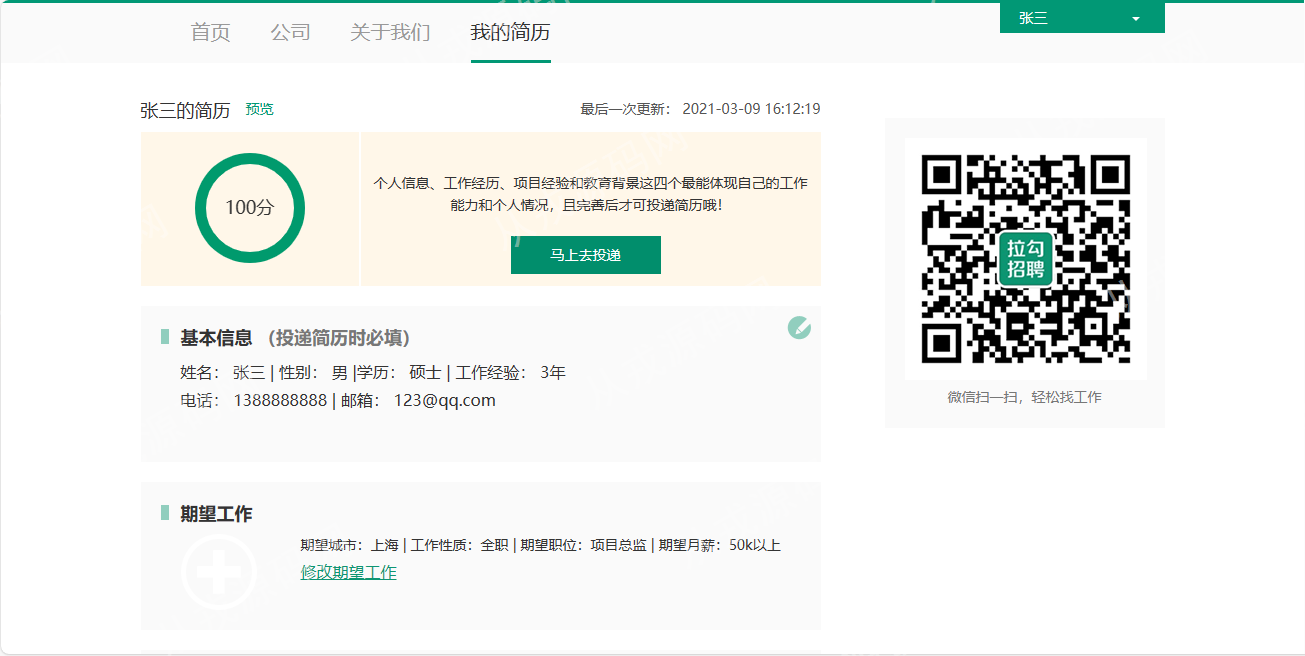 首页 公司 关于我们 我的简历 张三
张三的简历 预览 最后一次更新： 2021-03-09 16:12:19
100分
个人信息、工作经历、项目经验和教育背景这四个最能体现自己的工作
能力和个人情况，且完善后才可投递简历哦！
马上去投递
拉勾
招聘
微信扫一扫，轻松找工作
基本信息 （投递简历时必填）
姓名： 张三 | 性别： 男 |学历： 硕士 | 工作经验： 3年
电话： 1388888888 | 邮箱： 123@qq.com
期望工作
期望城市：上海 | 工作性质：全职 | 期望职位：项目总监 | 期望月薪：50k以上
修改期望工作